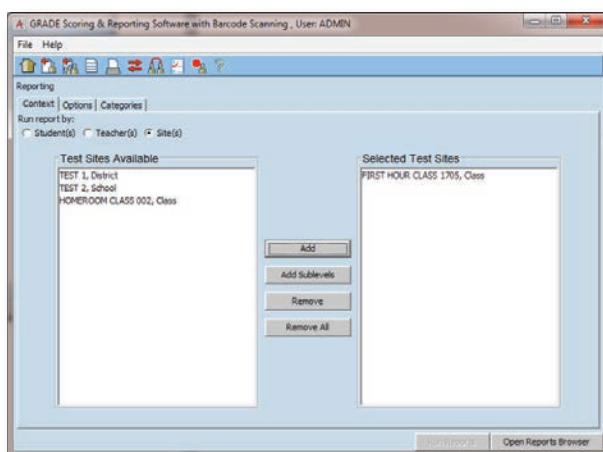 GRADE Scoring & Reporting Software with Barcode Scanning , User: ADMIN
File Help
Reporting
Context Options Categories
Run report by:
Student(s) Teacher(s) Site(s)
Test Sites Available
TEST 1, District
TEST 2, School
HOMEROOM CLASS 002, Class
Add
Add Sublevels
Remove
Remove All
Selected Test Sites
FIRST HOUR CLASS 1705, Class
Run Reports Open Reports Browser